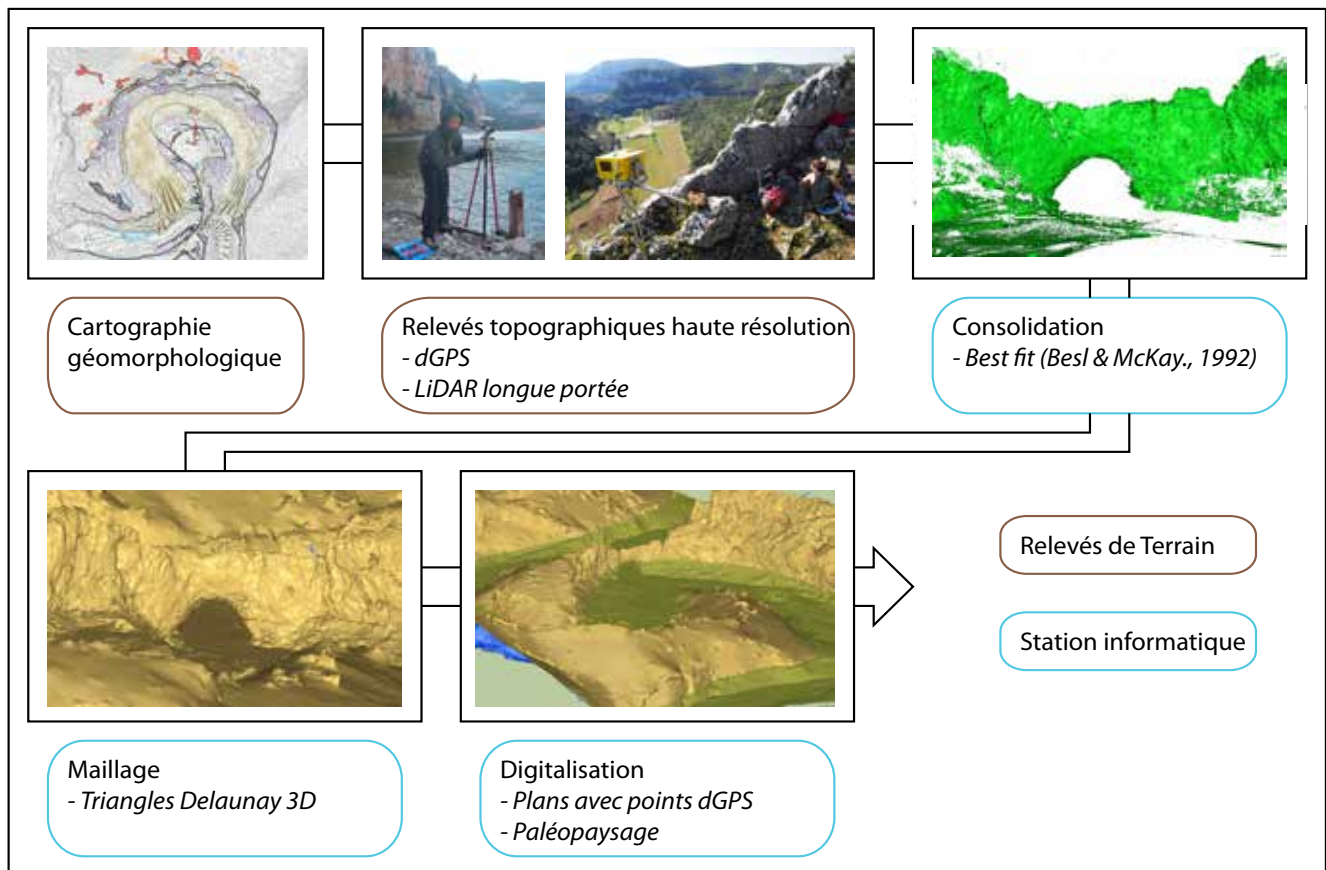 Cartographie
géomorphologique
Relevés topographiques haute résolution
- dGPS
- LiDAR longue portée
Consolidation
- Best fit (Besl & McKay., 1992)
Maillage
- Triangles Delaunay 3D
Digitalisation
- Plans avec points dGPS
- Paléopaysage
Relevés de Terrain
Station informatique